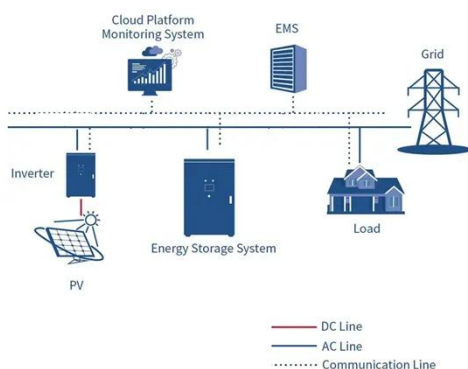 Cloud Platform
Monitoring System
EMS
Grid
Inverter
Energy Storage System
Load
PV
DC Line
AC Line
Communication Line